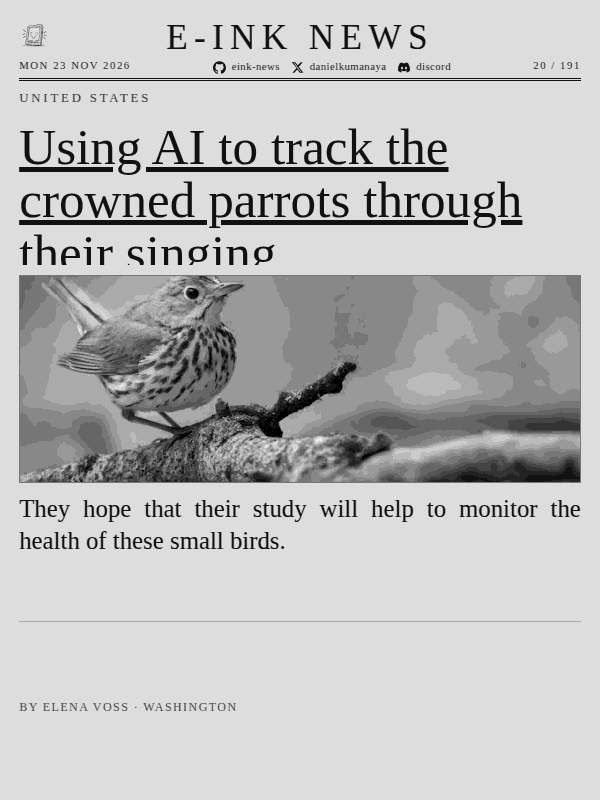 E-INK NEWS
MON 23 NOV 2026
eink-news danielkumanaya discord
20 / 191
UNITED STATES
Using AI to track the
crowned parrots through
their singing
They hope that their study will help to monitor the
health of these small birds.
BY ELENA VOSS · WASHINGTON